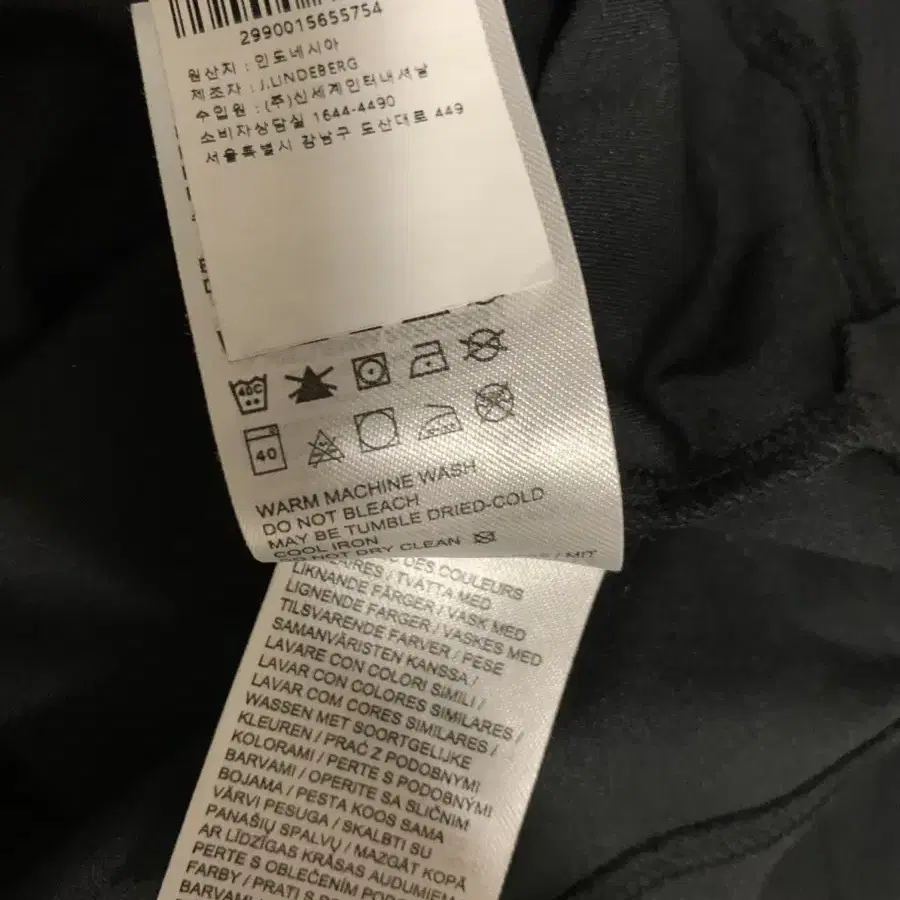 2990015655754
원산지 : 인도네시아
제조자 : J.LINDEBERG
수입원 : (주)신세계인터내셔날
소비자상담실 1644-4490
서울특별시 강남구 도산대로 449
40C
40
WARM MACHINE WASH
DO NOT BLEACH
MAY BE TUMBLE DRIED-COLD
COOL IRON
DO NOT DRY CLEAN
DES COULEURS
/ MIT
/ TVÄTTA MED
LIKNANDE FÄRGER / VASK MED
LIGNENDE FARGER / VASKES MED
TILSVARENDE FARVER / PESE
SAMANVÄRISTEN KANSSA /
LAVARE CON COLORI SIMILI /
LAVAR CON COLORES SIMILARES /
LAVAR COM CORES SIMILARES /
WASSEN MET SOORTGELIJKE
KLEUREN / PRAĆ Z PODOBNYMI
KOLORAMI / PERTE S PODOBNÝMI
BARVAMI / OPERITE SA SLIČNIM
BOJAMA / PESTA KOOS SAMA
VÄRVI PESUGA / SKALBTI SU
PANAŠIŲ SPALVŲ / MAZGĀT KOPĀ
AR LĪDZĪGAS KRĀSAS AUDUMIEM
PERTE S OBLEČENÍM PODOBNEJ
FARBY / PRATI S
BARVAMI